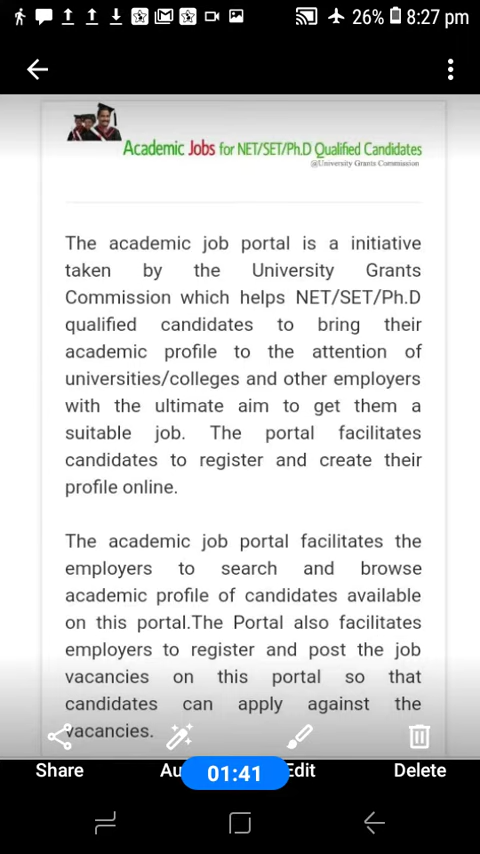 26% 8:27 pm
Academic Jobs for NET/SET/Ph.D Qualified Candidates
@University Grants Commission
The academic job portal is a initiative
taken by the University Grants
Commission which helps NET/SET/Ph.D
qualified candidates to bring their
academic profile to the attention of
universities/colleges and other employers
with the ultimate aim to get them a
suitable job. The portal facilitates
candidates to register and create their
profile online.
The academic job portal facilitates the
employers to search and browse
academic profile of candidates available
on this portal.The Portal also facilitates
employers to register and post the job
vacancies on this portal so that
candidates can apply against the
vacancies.
Share Au 01:41 Edit Delete